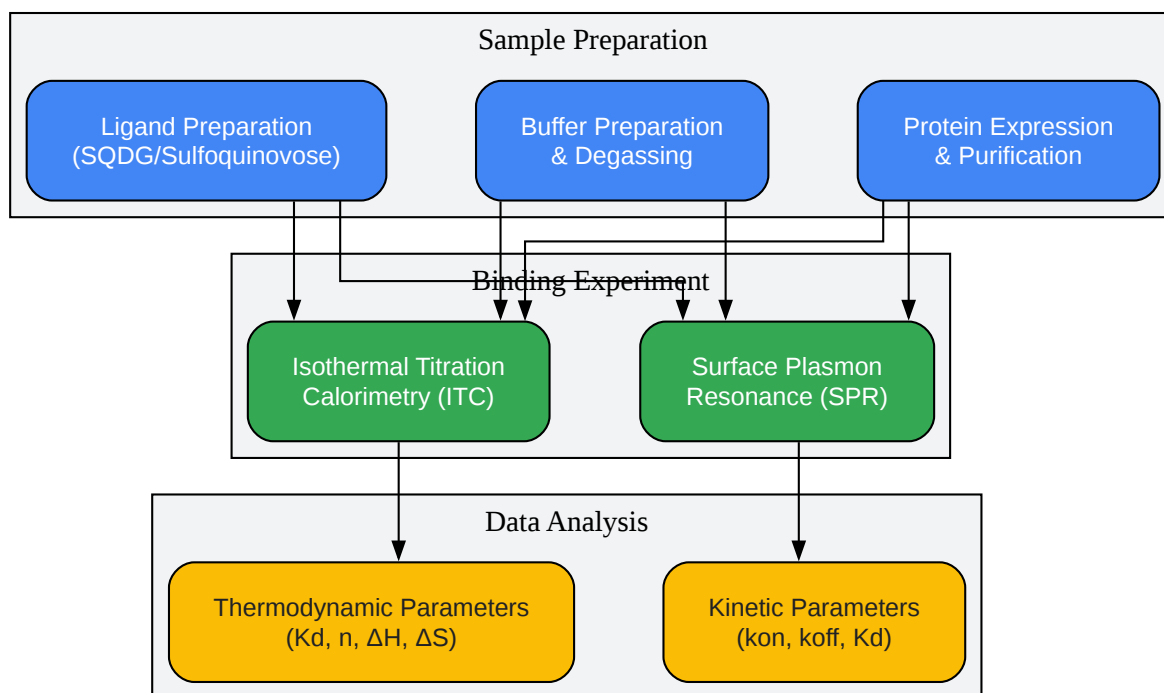 Sample Preparation
Ligand Preparation
(SQDG/Sulfoquinovose)
Buffer Preparation
& Degassing
Protein Expression
& Purification
Binding Experiment
Isothermal Titration
Calorimetry (ITC)
Surface Plasmon
Resonance (SPR)
Data Analysis
Thermodynamic Parameters
(Kd, n, ΔH, ΔS)
Kinetic Parameters
(kon, koff, Kd)